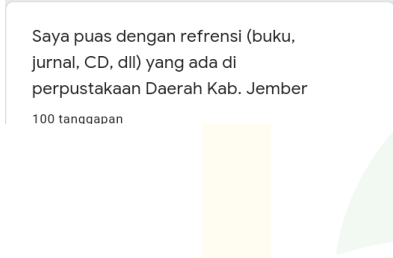 Saya puas dengan refrensi (buku,
jurnal, CD, dll) yang ada di
perpustakaan Daerah Kab. Jember
100 tanggapan